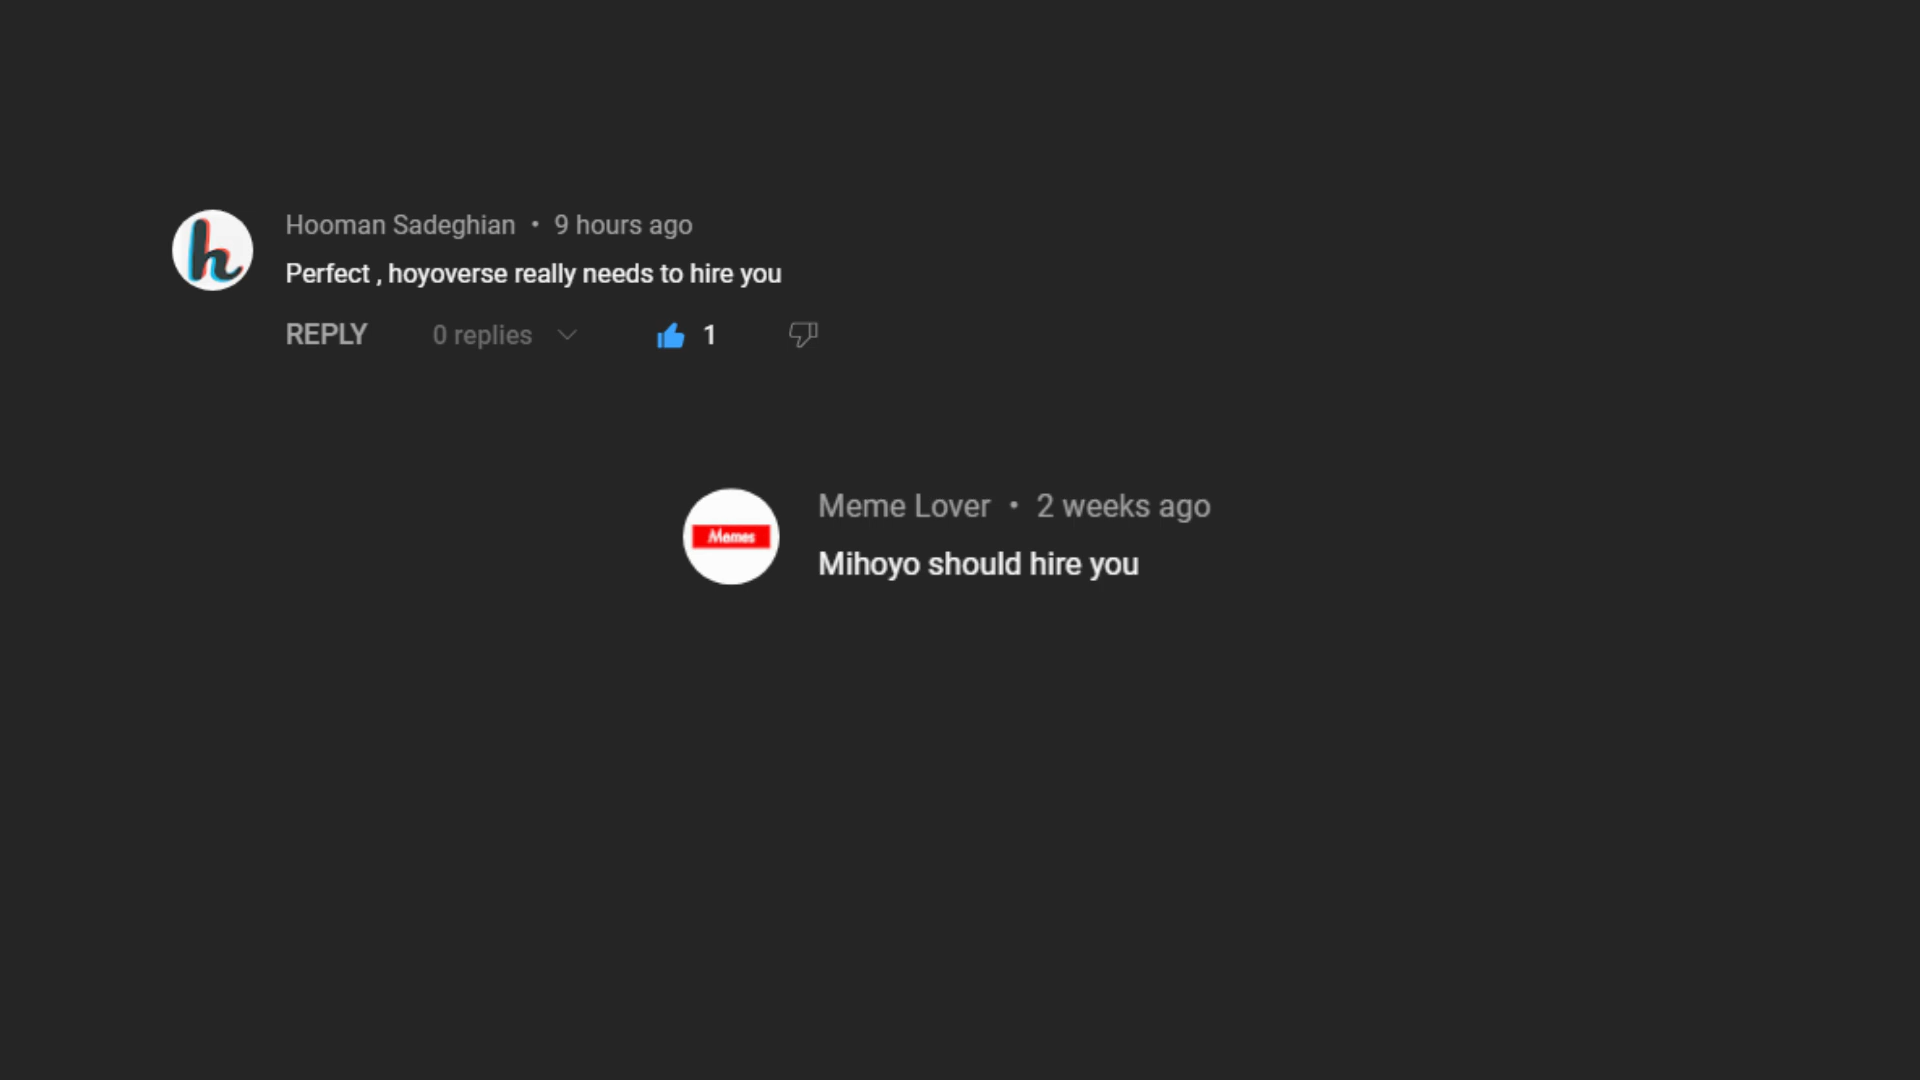 Hooman Sadeghian • 9 hours ago
Perfect , hoyoverse really needs to hire you
REPLY 0 replies 1
Memes
Meme Lover • 2 weeks ago
Mihoyo should hire you